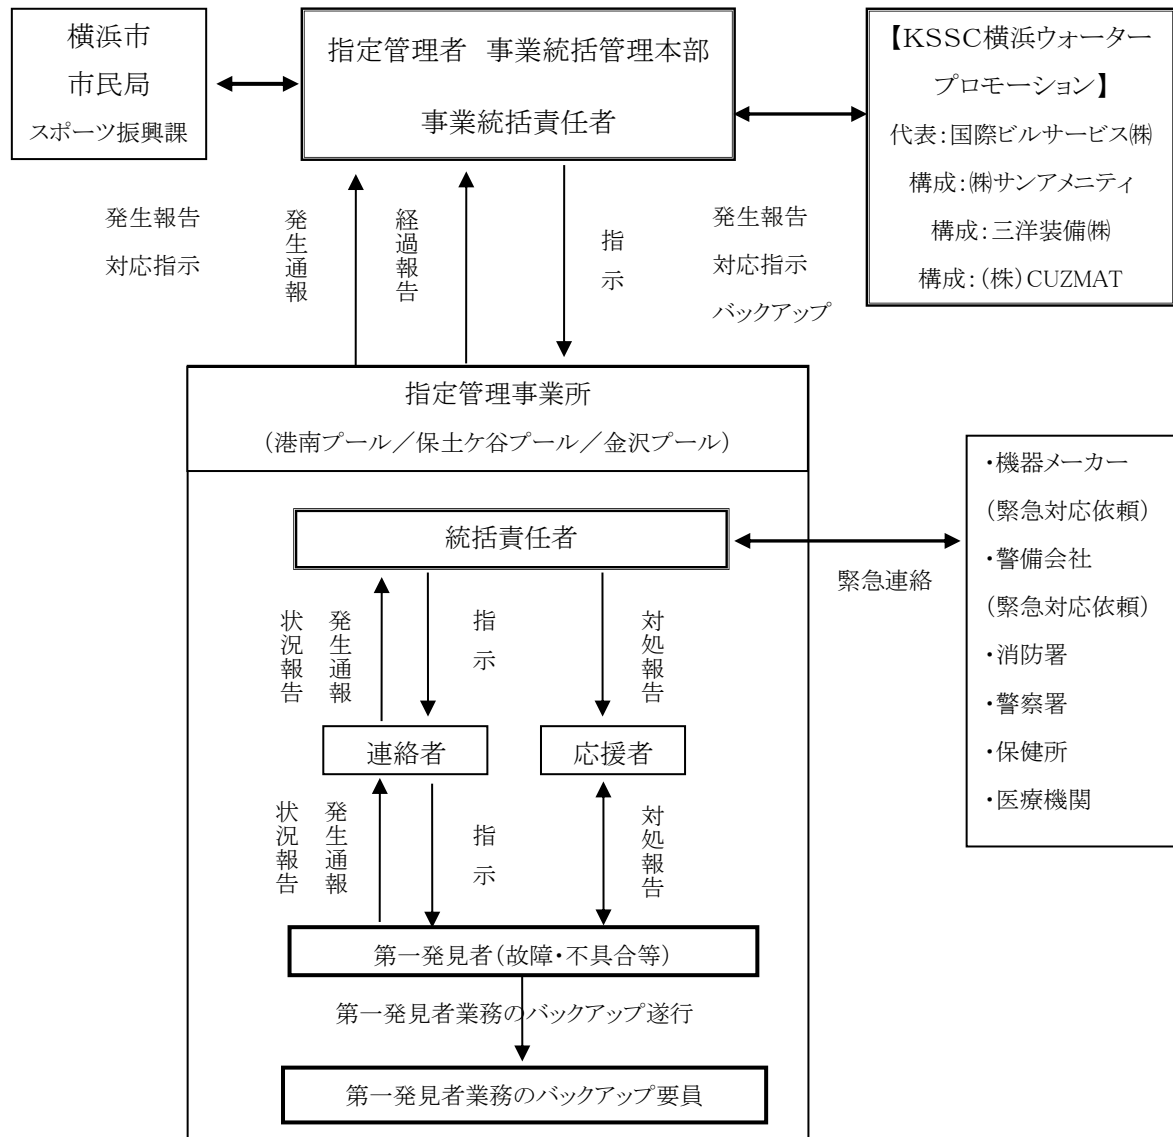 横浜市
市民局
スポーツ振興課
指定管理者　事業統括管理本部
事業統括責任者
【KSSC横浜ウォーター
プロモーション】
代表：国際ビルサービス㈱
構成：㈱サンアメニティ
構成：三洋装備㈱
構成：（株）CUZMAT
発生報告
対応指示
発生通報
経過報告
指示
発生報告
対応指示
バックアップ
指定管理事業所
（港南プール／保土ケ谷プール／金沢プール）
統括責任者
緊急連絡
・機器メーカー
（緊急対応依頼）
・警備会社
（緊急対応依頼）
・消防署
・警察署
・保健所
・医療機関
状況報告
発生通報
指示
対処報告
連絡者
応援者
状況報告
発生通報
指示
対処報告
第一発見者（故障・不具合等）
第一発見者業務のバックアップ遂行
第一発見者業務のバックアップ要員